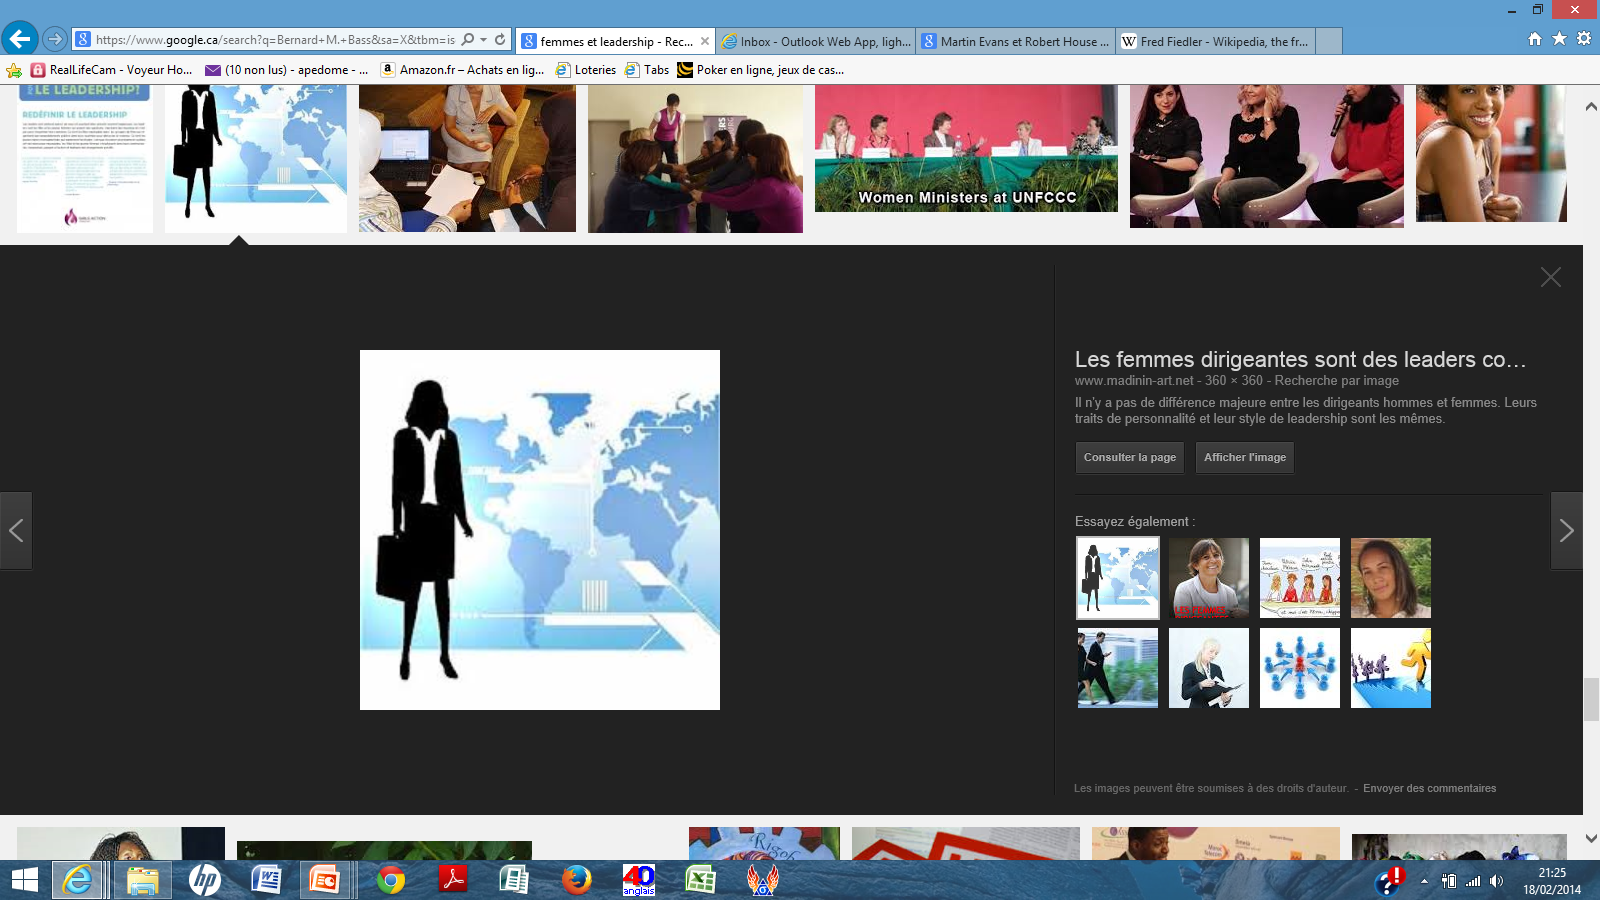 https://www.google.ca/search?q=Bernard+M.+Bass&sa=X&tbm=is
femmes et leadership - Rec...
Inbox - Outlook Web App, ligh...
Martin Evans et Robert House ...
Fred Fiedler - Wikipedia, the fr...
RealLifeCam - Voyeur Ho...
(10 non lus) - apedome - ...
Amazon.fr – Achats en lig...
Loteries
Tabs
Poker en ligne, jeux de cas...
LE LEADERSHIP!
REDÉFINIR LE LEADERSHIP
Women Ministers at UNFCCC
Les femmes dirigeantes sont des leaders co...
www.madinin-art.net - 360 × 360 - Recherche par image
Il n'y a pas de différence majeure entre les dirigeants hommes et femmes. Leurs
traits de personnalité et leur style de leadership sont les mêmes.
Consulter la page
Afficher l'image
Essayez également :
LES FEMMES
Les images peuvent être soumises à des droits d'auteur. - Envoyer des commentaires
40
anglais
21:25
18/02/2014